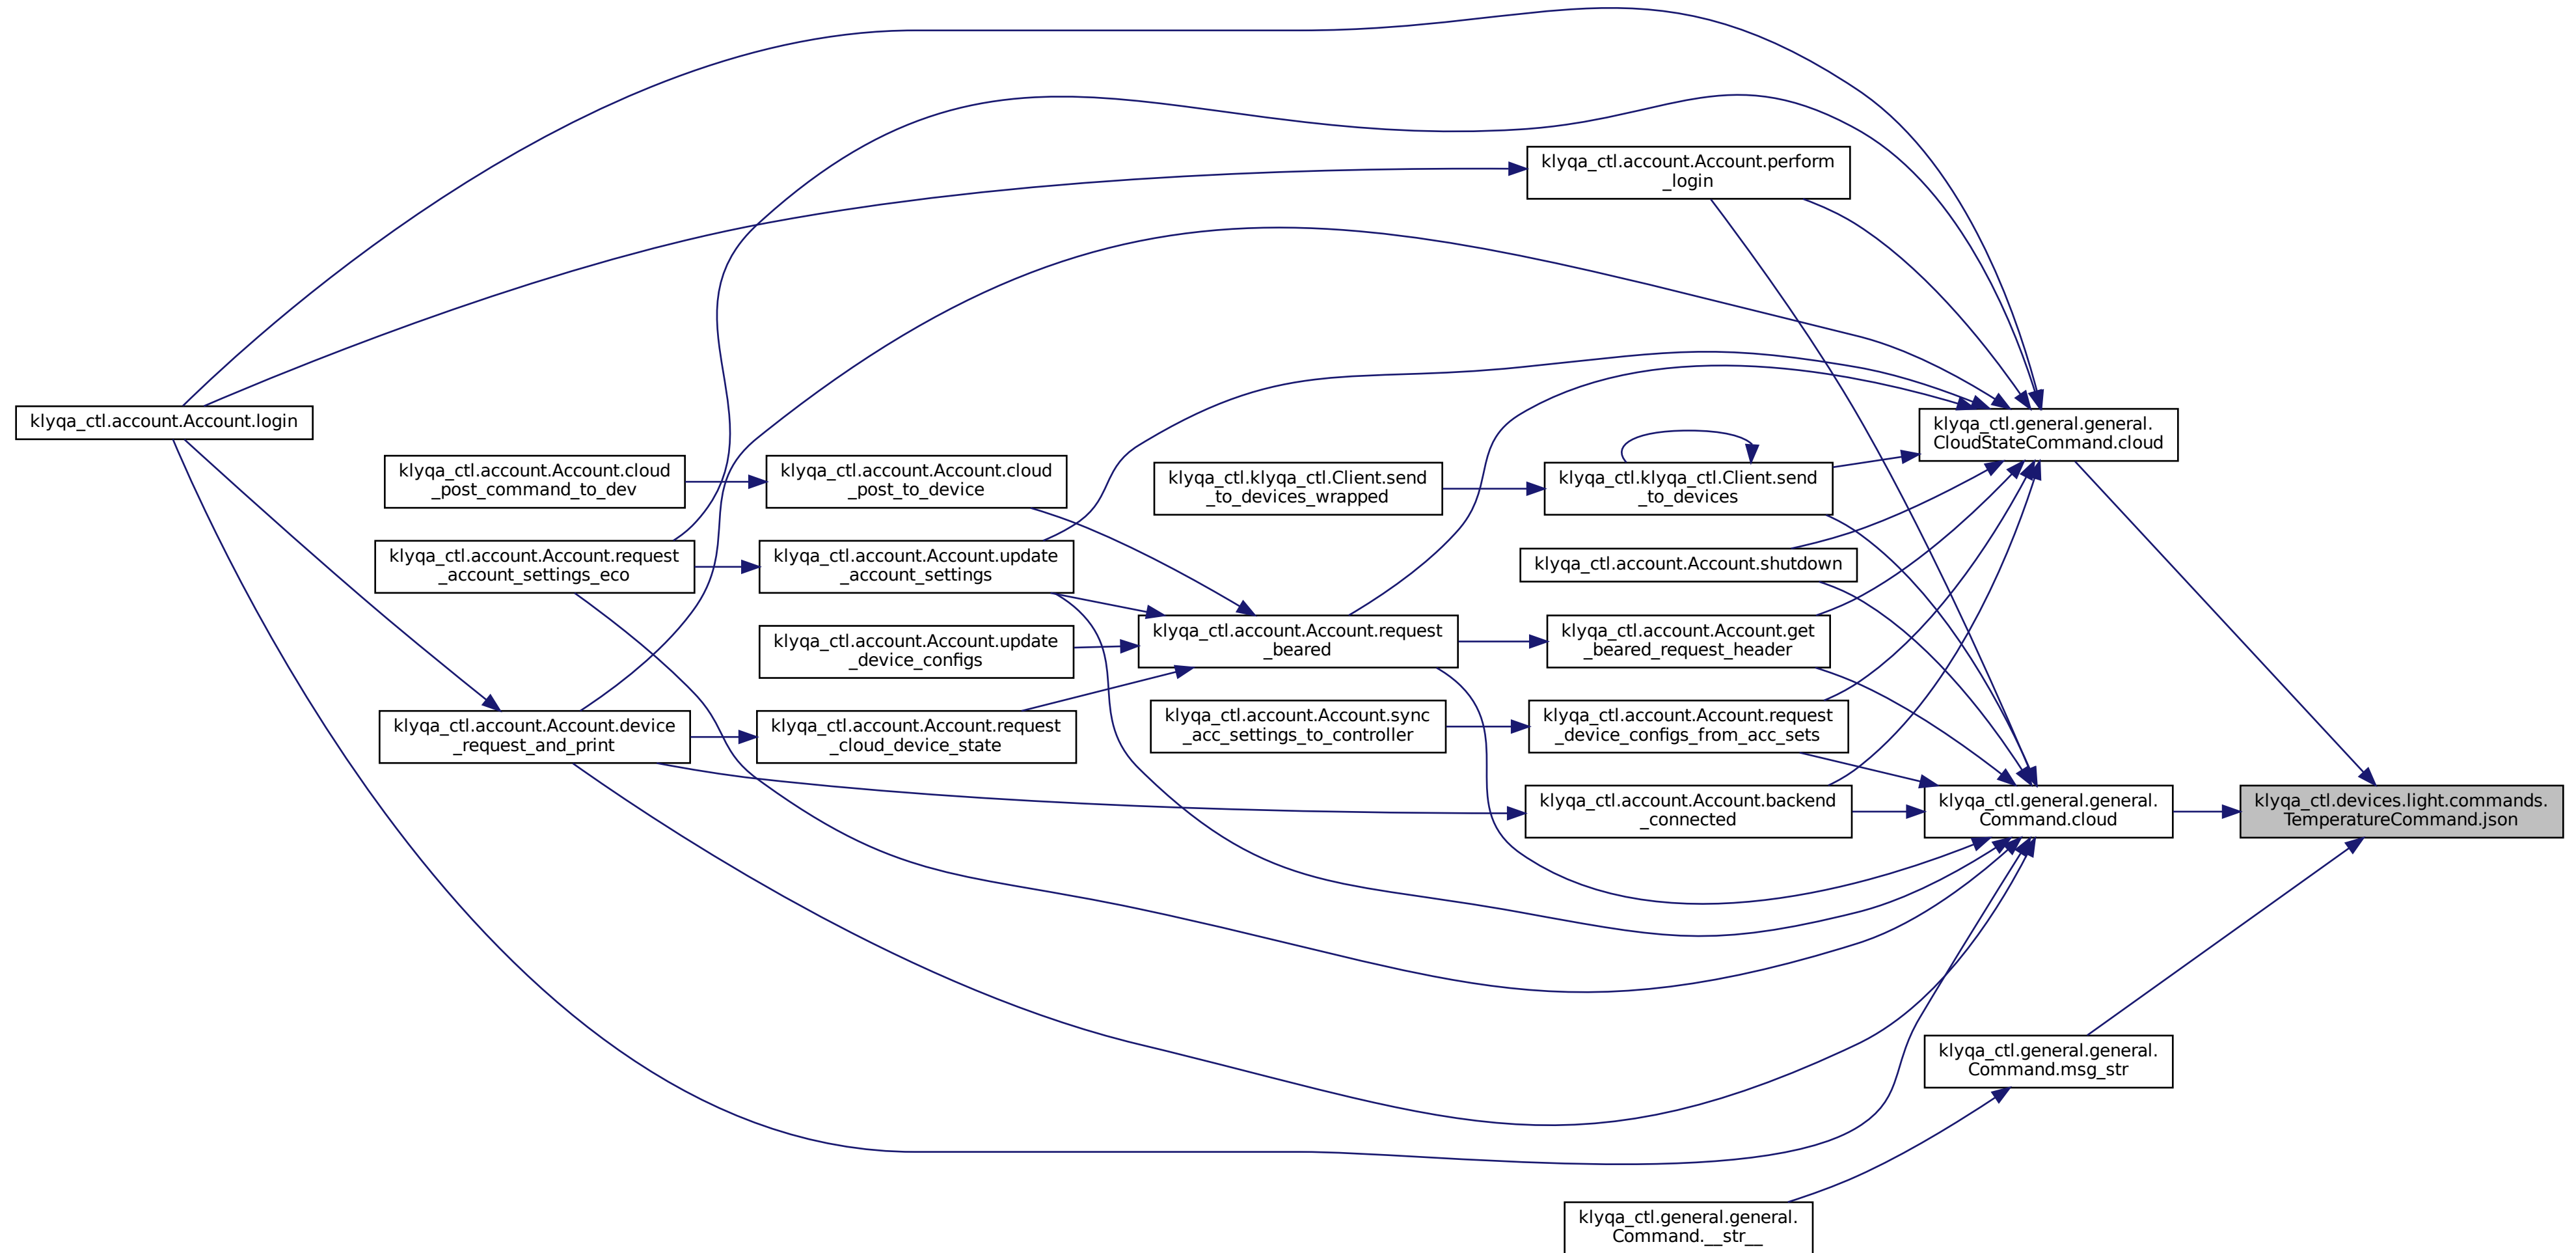 klyqa_ctl.account.Account.perform
_login
klyqa_ctl.account.Account.login
klyqa_ctl.general.general.
CloudStateCommand.cloud
klyqa_ctl.account.Account.cloud
_post_command_to_dev
klyqa_ctl.account.Account.cloud
_post_to_device
klyqa_ctl.klyqa_ctl.Client.send
_to_devices_wrapped
klyqa_ctl.klyqa_ctl.Client.send
_to_devices
klyqa_ctl.account.Account.request
_account_settings_eco
klyqa_ctl.account.Account.update
_account_settings
klyqa_ctl.account.Account.shutdown
klyqa_ctl.account.Account.update
_device_configs
klyqa_ctl.account.Account.request
_beared
klyqa_ctl.account.Account.get
_beared_request_header
klyqa_ctl.account.Account.device
_request_and_print
klyqa_ctl.account.Account.request
_cloud_device_state
klyqa_ctl.account.Account.sync
_acc_settings_to_controller
klyqa_ctl.account.Account.request
_device_configs_from_acc_sets
klyqa_ctl.account.Account.backend
_connected
klyqa_ctl.general.general.
Command.cloud
klyqa_ctl.devices.light.commands.
TemperatureCommand.json
klyqa_ctl.general.general.
Command.msg_str
klyqa_ctl.general.general.
Command.__str__